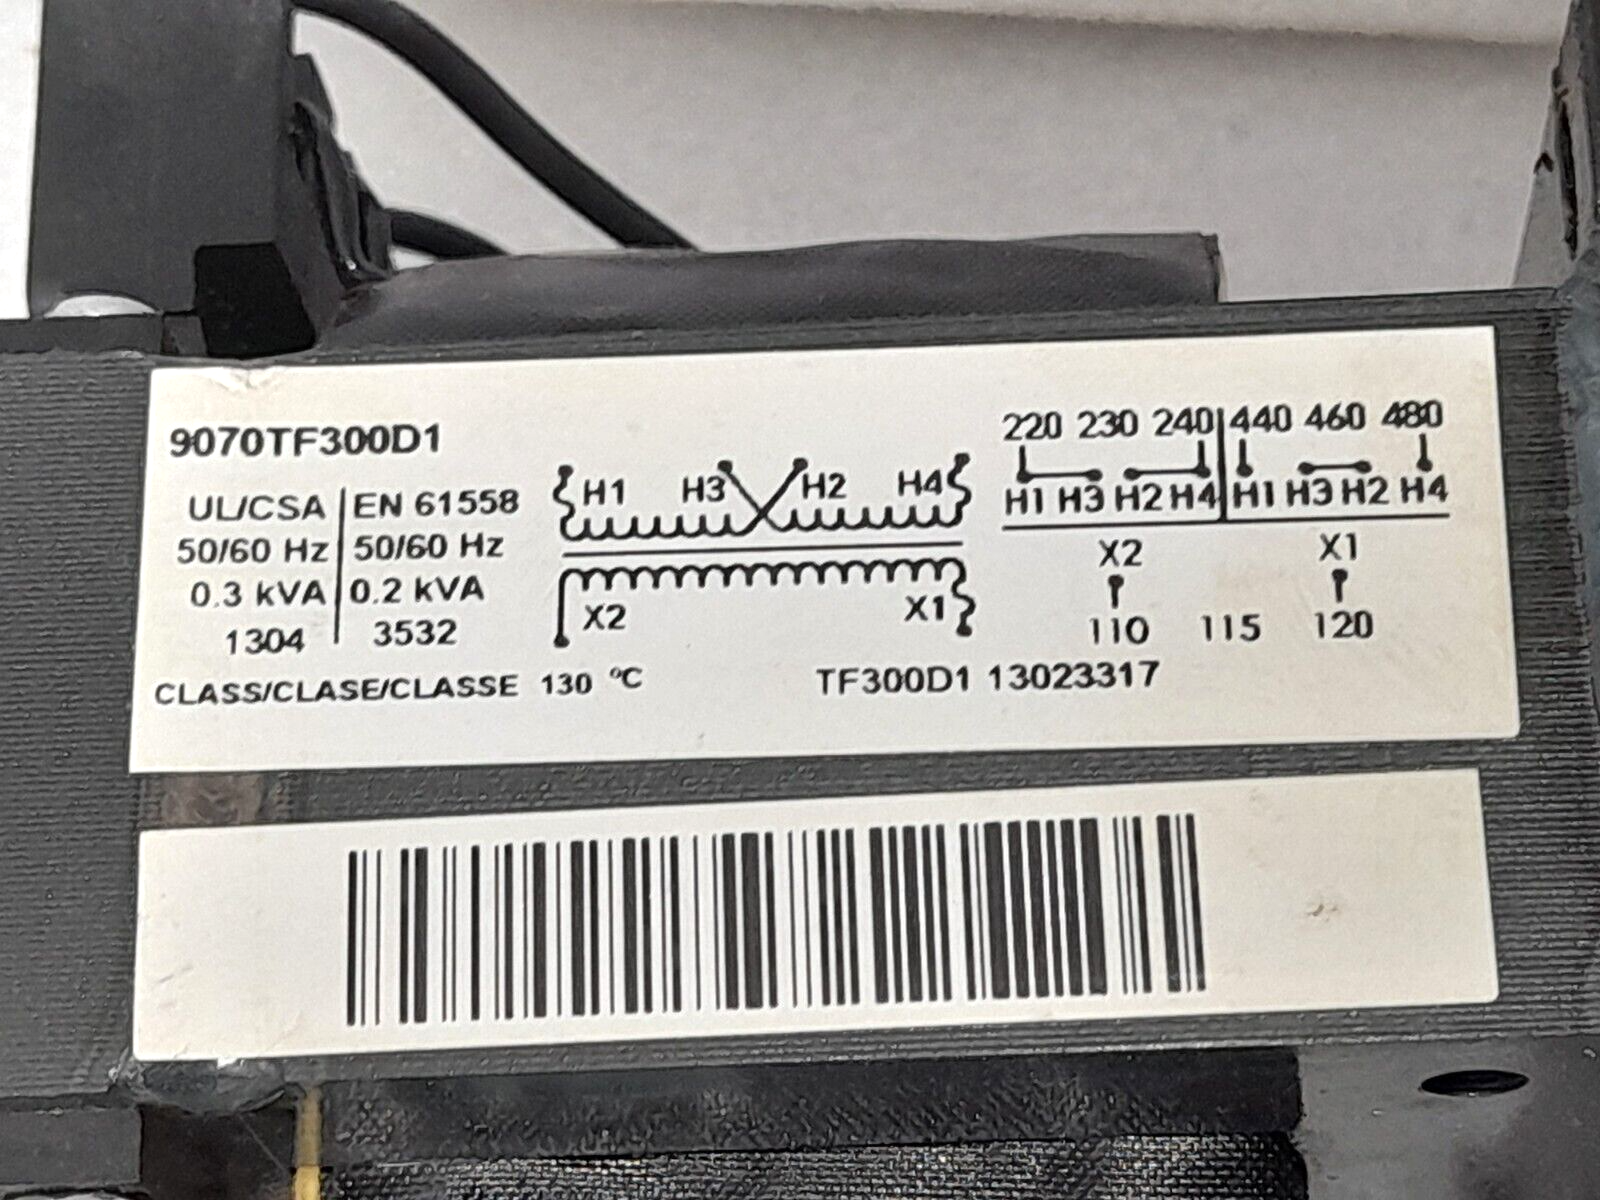 9070TF300D1
UL/CSA EN 61558
50/60 Hz 50/60 Hz
0.3 kVA 0.2 kVA
1304 3532
CLASS/CLASE/CLASSE 130 °C
H1 H3 H2 H4
X2 X1
220 230 240 440 460 480
H1 H3 H2 H4 H1 H3 H2 H4
X2 X1
110 115 120
TF300D1 13023317